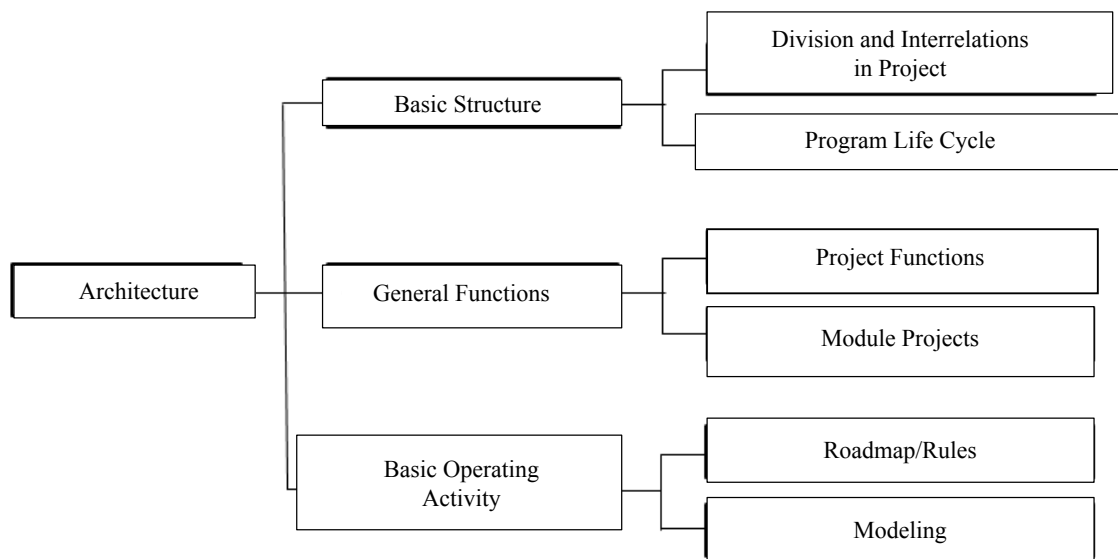 Division and Interrelations
in Project
Basic Structure
Program Life Cycle
Architecture
General Functions
Project Functions
Module Projects
Basic Operating
Activity
Roadmap/Rules
Modeling